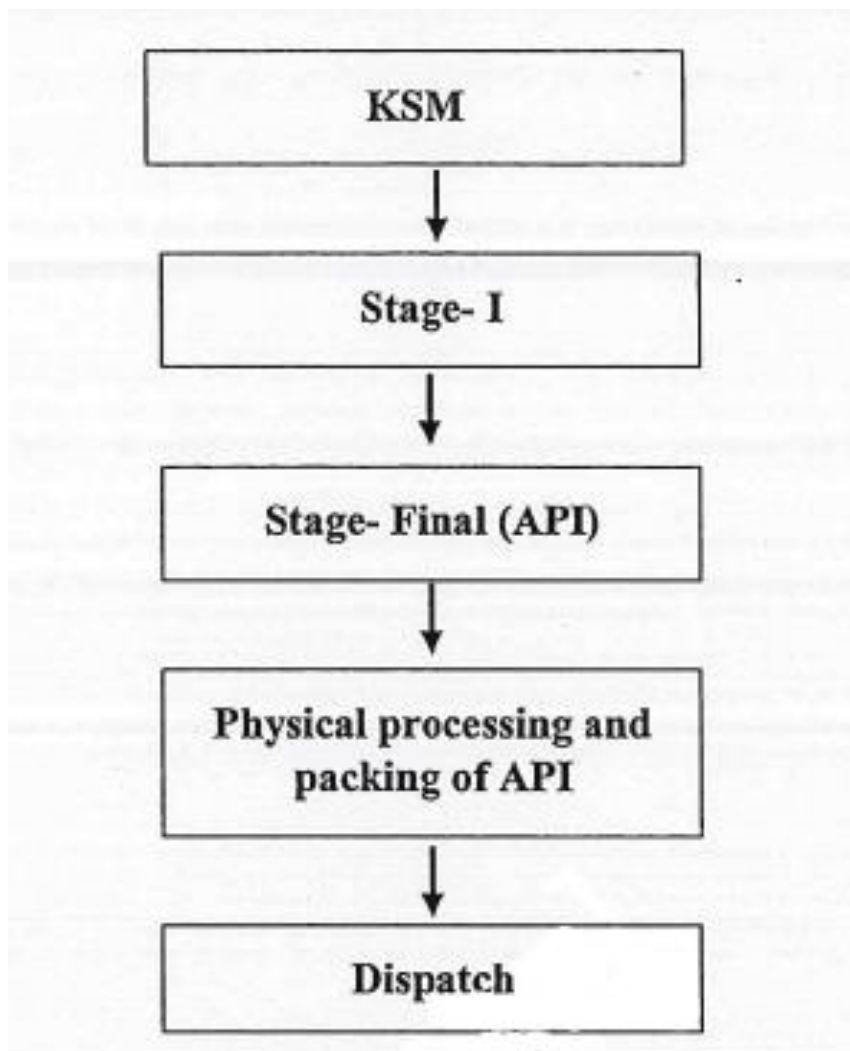 KSM
Stage- I
Stage- Final (API)
Physical processing and
packing of API
Dispatch